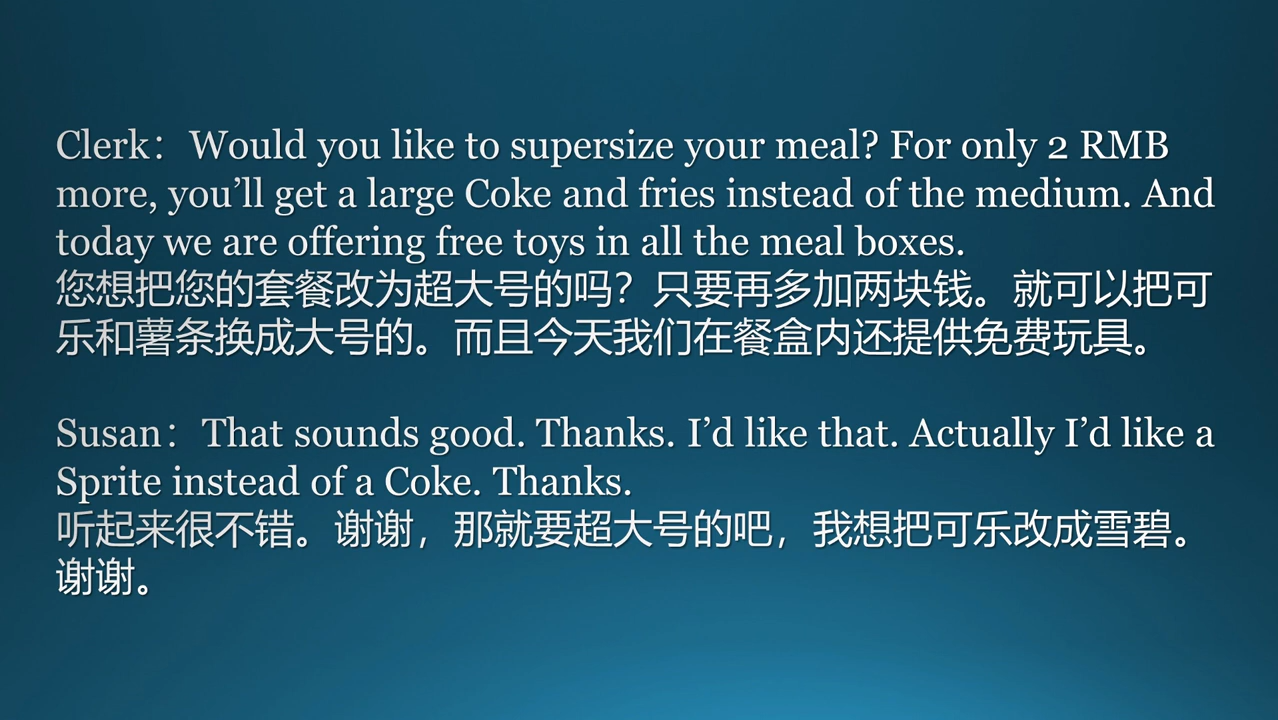 Clerk：Would you like to supersize your meal? For only 2 RMB
more, you’ll get a large Coke and fries instead of the medium. And
today we are offering free toys in all the meal boxes.
您想把您的套餐改为超大号的吗？只要再多加两块钱。就可以把可
乐和薯条换成大号的。而且今天我们在餐盒内还提供免费玩具。
Susan：That sounds good. Thanks. I’d like that. Actually I’d like a
Sprite instead of a Coke. Thanks.
听起来很不错。谢谢，那就要超大号的吧，我想把可乐改成雪碧。
谢谢。